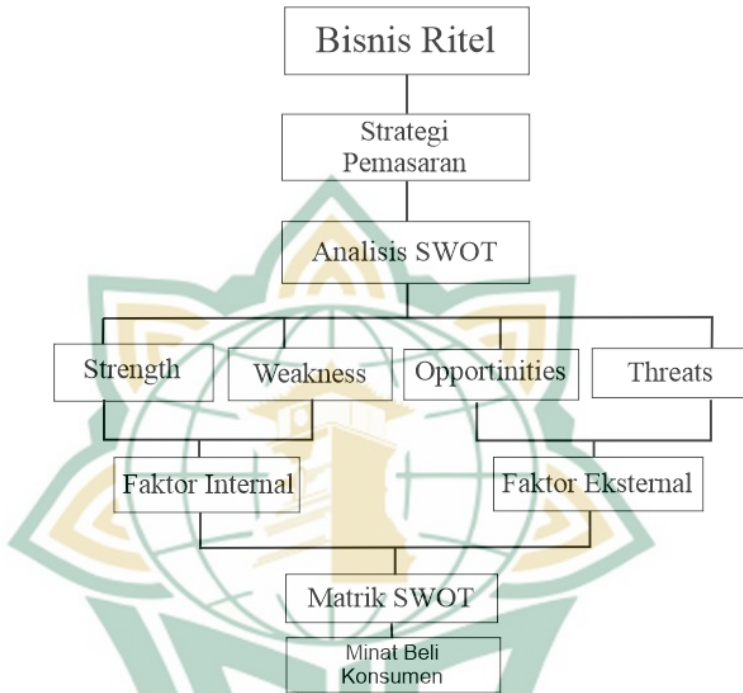 Bisnis Ritel
Strategi
Pemasaran
Analisis SWOT
Strength
Weakness
Opportinities
Threats
Faktor Internal
Faktor Eksternal
Matrik SWOT
Minat Beli
Konsumen